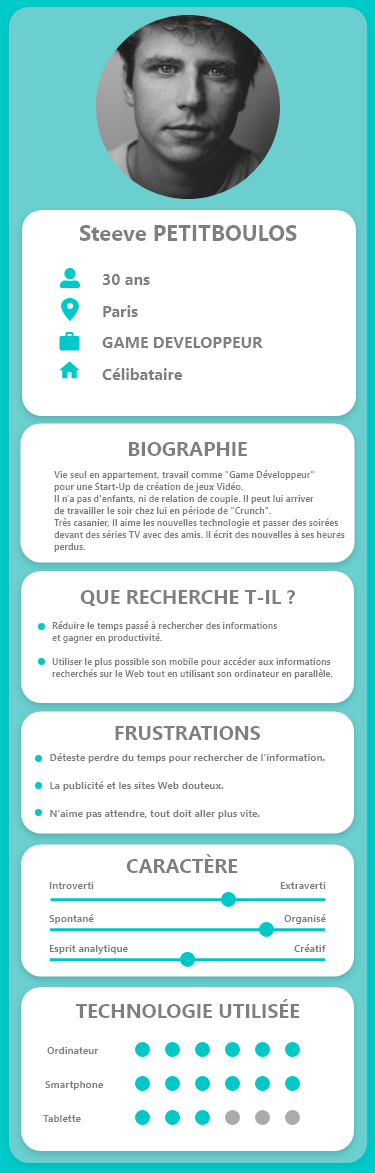 Steeve PETITBOULOS
30 ans
Paris
GAME DEVELOPPEUR
Célibataire
BIOGRAPHIE
Vie seul en appartement, travail comme "Game Développeur"
pour une Start-Up de création de jeux Vidéo.
Il n'a pas d'enfants, ni de relation de couple. Il peut lui arriver
de travailler le soir chez lui en période de "Crunch".
Très casanier, Il aime les nouvelles technologie et passer des soirées
devant des séries TV avec des amis. Il écrit des nouvelles à ses heures
perdus.
QUE RECHERCHE T-IL ?
Réduire le temps passé à rechercher des informations
et gagner en productivité.
Utiliser le plus possible son mobile pour accéder aux informations
recherchés sur le Web tout en utilisant son ordinateur en parallèle.
FRUSTRATIONS
Déteste perdre du temps pour rechercher de l'information.
La publicité et les sites Web douteux.
N'aime pas attendre, tout doit aller plus vite.
CARACTÈRE
Introverti Extraverti
Spontané Organisé
Esprit analytique Créatif
TECHNOLOGIE UTILISÉE
Ordinateur
Smartphone
Tablette